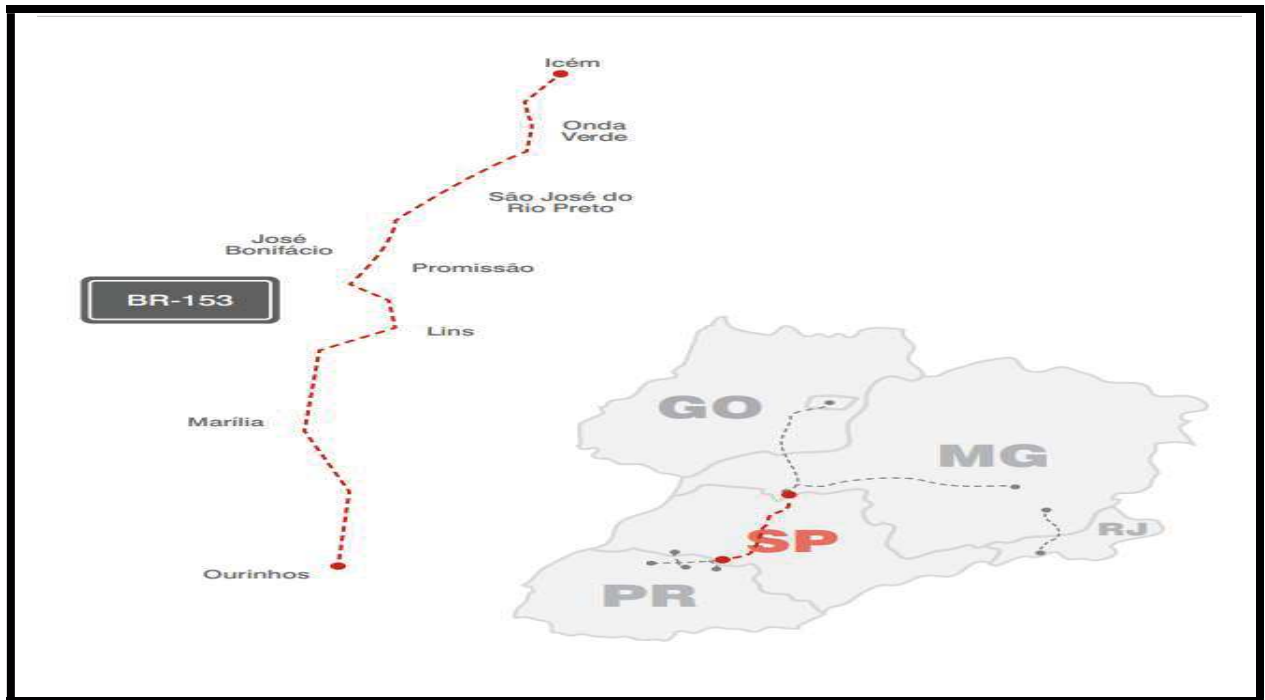 Icém
Onda
Verde
São José do
Rio Preto
José
Bonifácio
Promissão
BR-153
Lins
Marília
Ourinhos
GO
MG
RJ
SP
PR